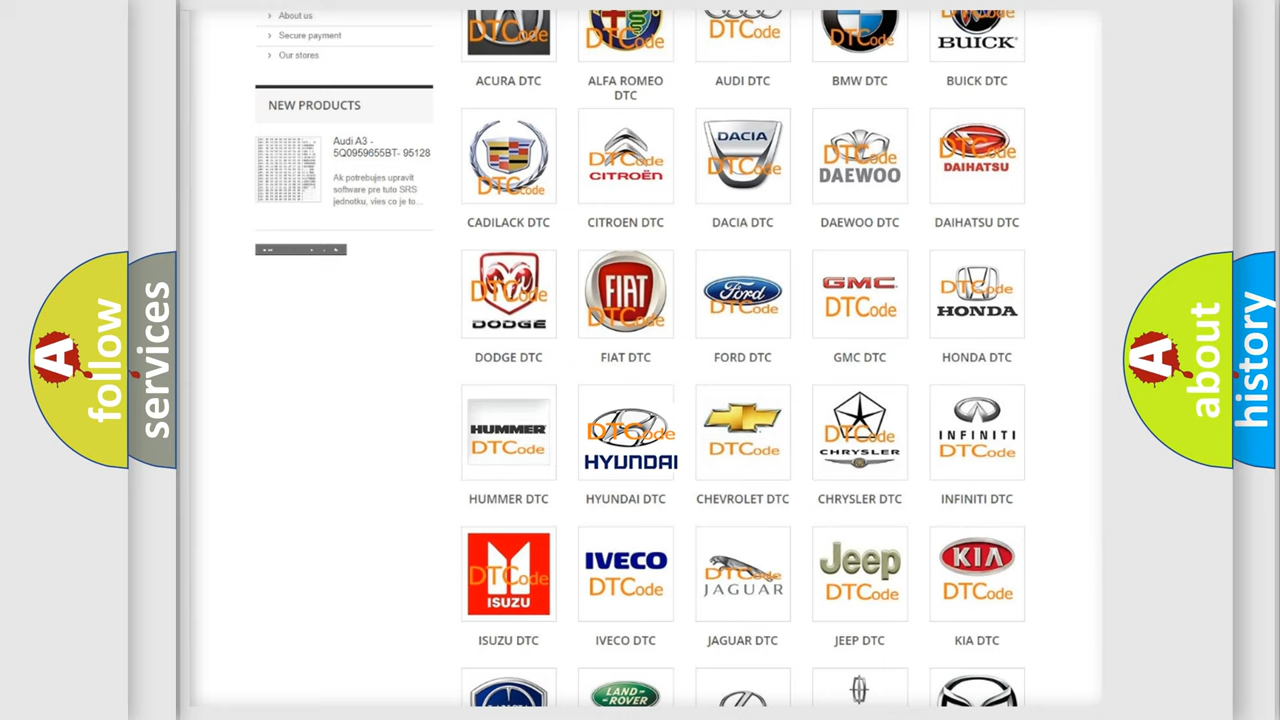 About us
Secure payment
Our stores
NEW PRODUCTS
Audi A3 -
5Q0959655BT- 95128
Ak potrebujes upravit
software pre tuto SRS
jednotku, vies co je to...
A
follow
services
A
about
history
DTCode
DTCode
DTCode
DTCode
BUICK
ACURA DTC
ALFA ROMEO
DTC
AUDI DTC
BMW DTC
BUICK DTC
DTCode
DTCode
CITROËN
DACIA
DTCode
DTCode
DAEWOO
DTCode
DAIHATSU
CADILACK DTC
CITROEN DTC
DACIA DTC
DAEWOO DTC
DAIHATSU DTC
DTCode
DODGE
FIAT
DTCode
Ford
DTCode
GMC
DTCode
DTCode
HONDA
DODGE DTC
FIAT DTC
FORD DTC
GMC DTC
HONDA DTC
HUMMER
DTCode
DTCode
HYUNDAI
DTCode
DTCode
CHRYSLER
INFINITI
DTCode
HUMMER DTC
HYUNDAI DTC
CHEVROLET DTC
CHRYSLER DTC
INFINITI DTC
DTCode
ISUZU
IVECO
DTCode
DTCode
JAGUAR
Jeep
DTCode
KIA
DTCode
ISUZU DTC
IVECO DTC
JAGUAR DTC
JEEP DTC
KIA DTC
LAND-
ROVER